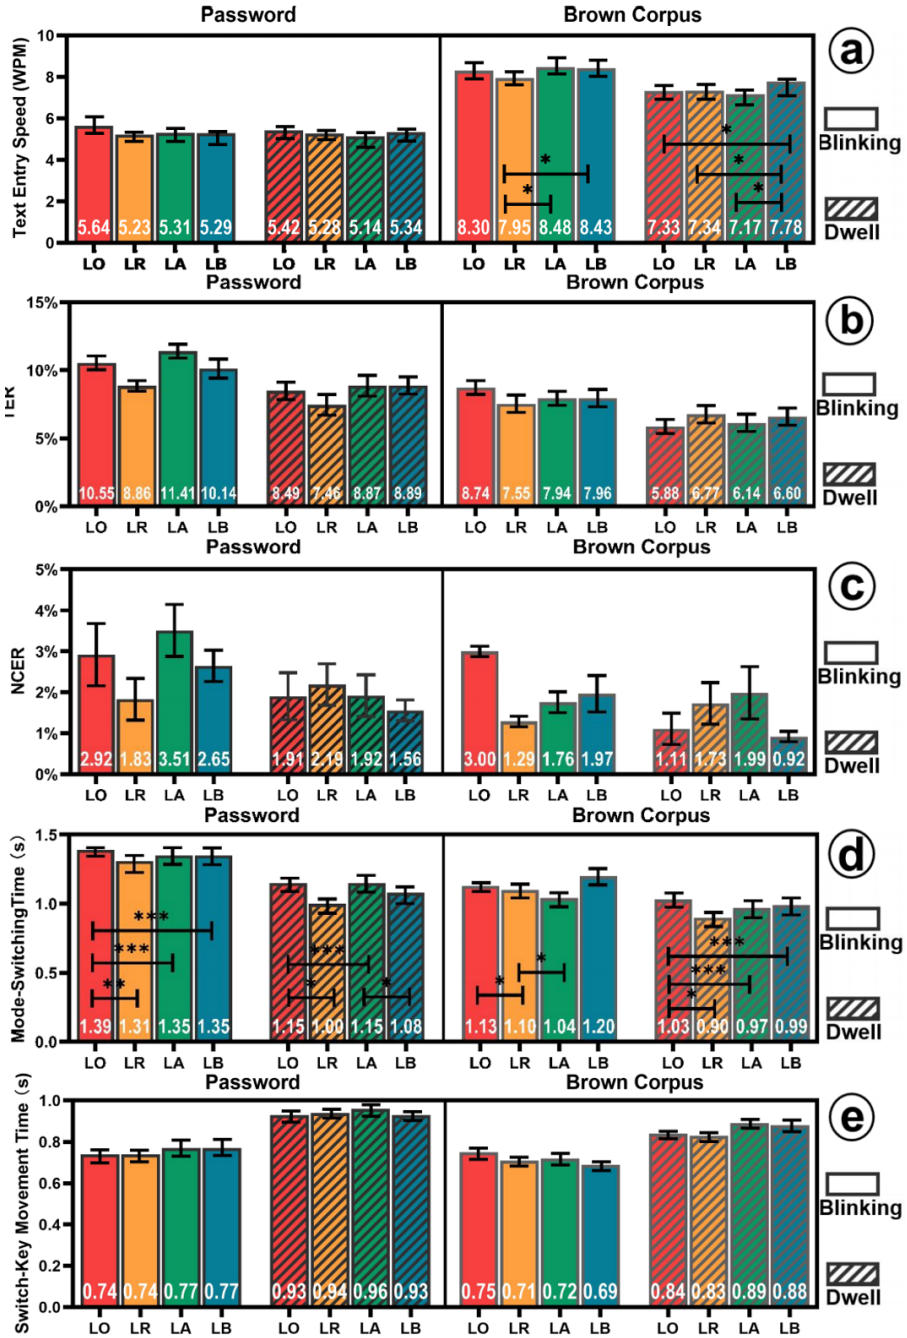 Password Brown Corpus
Text Entry Speed (WPM)
10
8
6
4
2
0
5.64 5.23 5.31 5.29 5.42 5.28 5.14 5.34 8.30 7.95 8.48 8.43 7.33 7.34 7.17 7.78
* * * * *
LO LR LA LB LO LR LA LB LO LR LA LB LO LR LA LB
a
Blinking
Dwell
Password Brown Corpus
TER
15%
10%
5%
0%
10.55 8.86 11.41 10.14 8.49 7.46 8.87 8.89 8.74 7.55 7.94 7.96 5.88 6.77 6.14 6.60
LO LR LA LB LO LR LA LB LO LR LA LB LO LR LA LB
b
Blinking
Dwell
Password Brown Corpus
NCER
5%
4%
3%
2%
1%
0%
2.92 1.83 3.51 2.65 1.91 2.19 1.92 1.56 3.00 1.29 1.76 1.97 1.11 1.73 1.99 0.92
LO LR LA LB LO LR LA LB LO LR LA LB LO LR LA LB
c
Blinking
Dwell
Password Brown Corpus
Mode-SwitchingTime (s)
1.5
1.0
0.5
0.0
*** *** ** *** * * * * *** *** *
1.39 1.31 1.35 1.35 1.15 1.00 1.15 1.08 1.13 1.10 1.04 1.20 1.03 0.90 0.97 0.99
LO LR LA LB LO LR LA LB LO LR LA LB LO LR LA LB
d
Blinking
Dwell
Password Brown Corpus
Switch-Key Movement Time (s)
1.0
0.8
0.6
0.4
0.2
0.0
0.74 0.74 0.77 0.77 0.93 0.94 0.96 0.93 0.75 0.71 0.72 0.69 0.84 0.83 0.89 0.88
LO LR LA LB LO LR LA LB LO LR LA LB LO LR LA LB
e
Blinking
Dwell